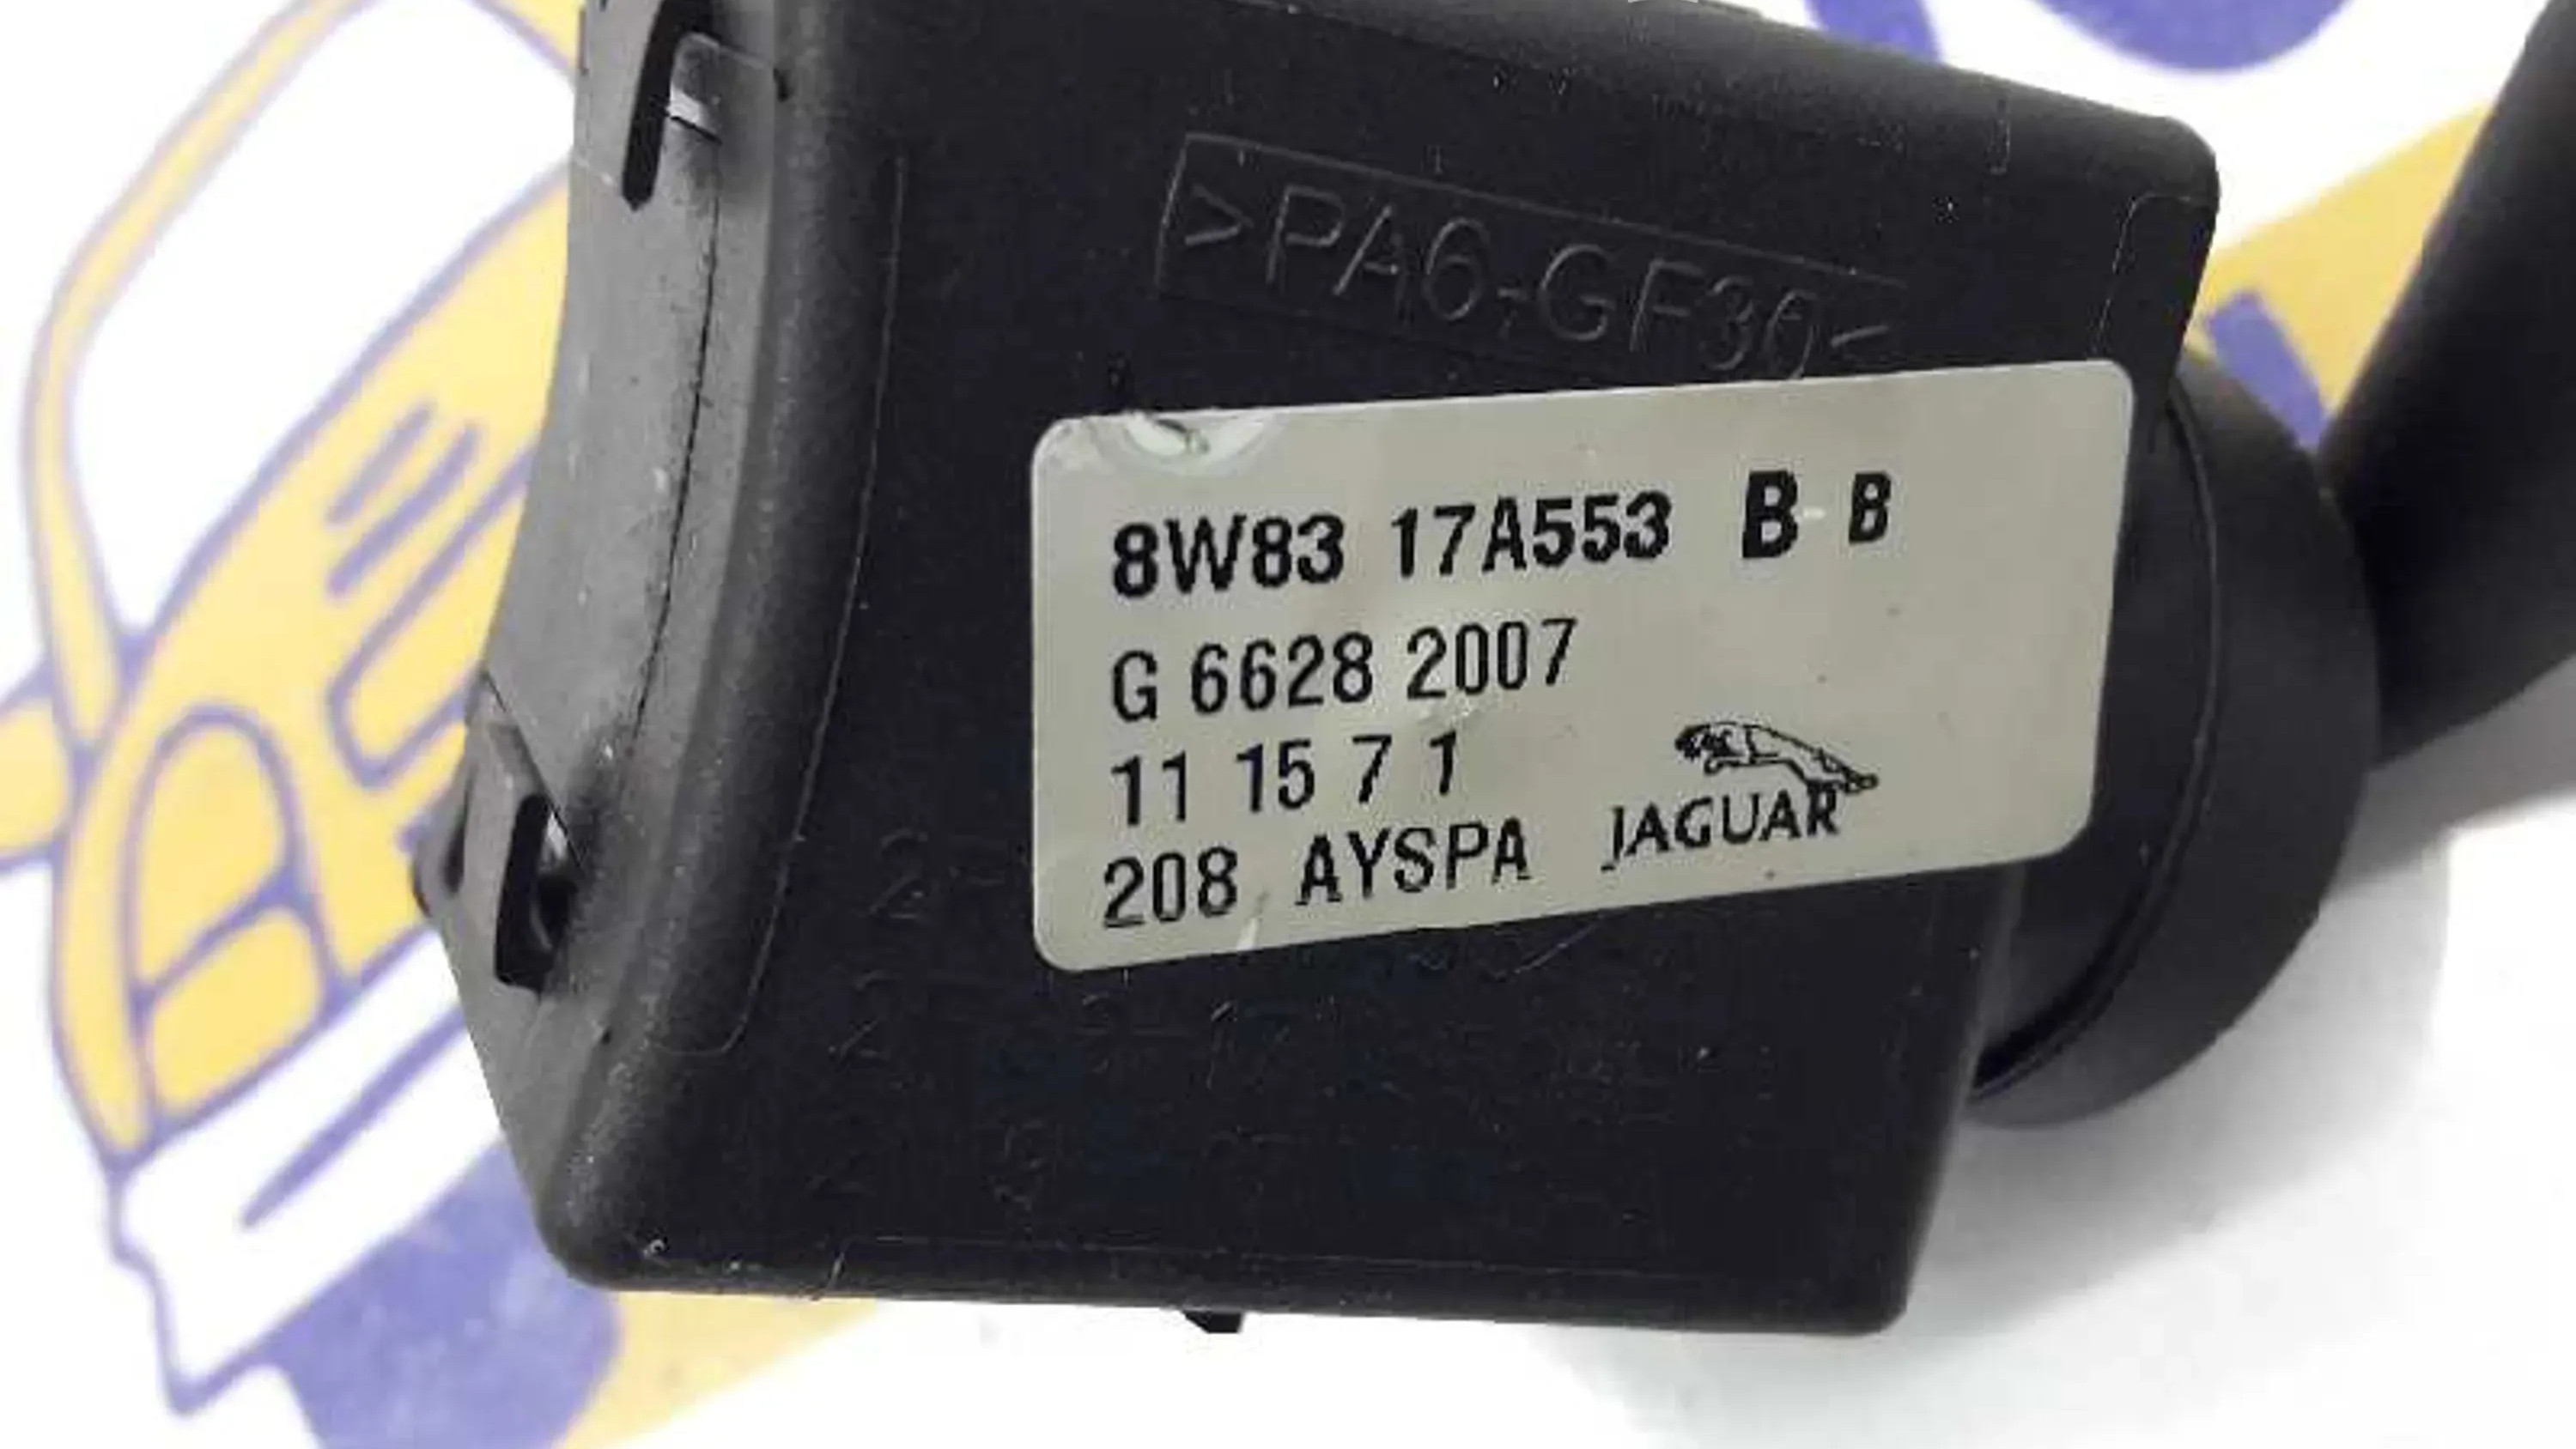 >PA6-GF30<
8W83 17A553 B B
G 6628 2007
11 15 7 1
208 AYSPA JAGUAR